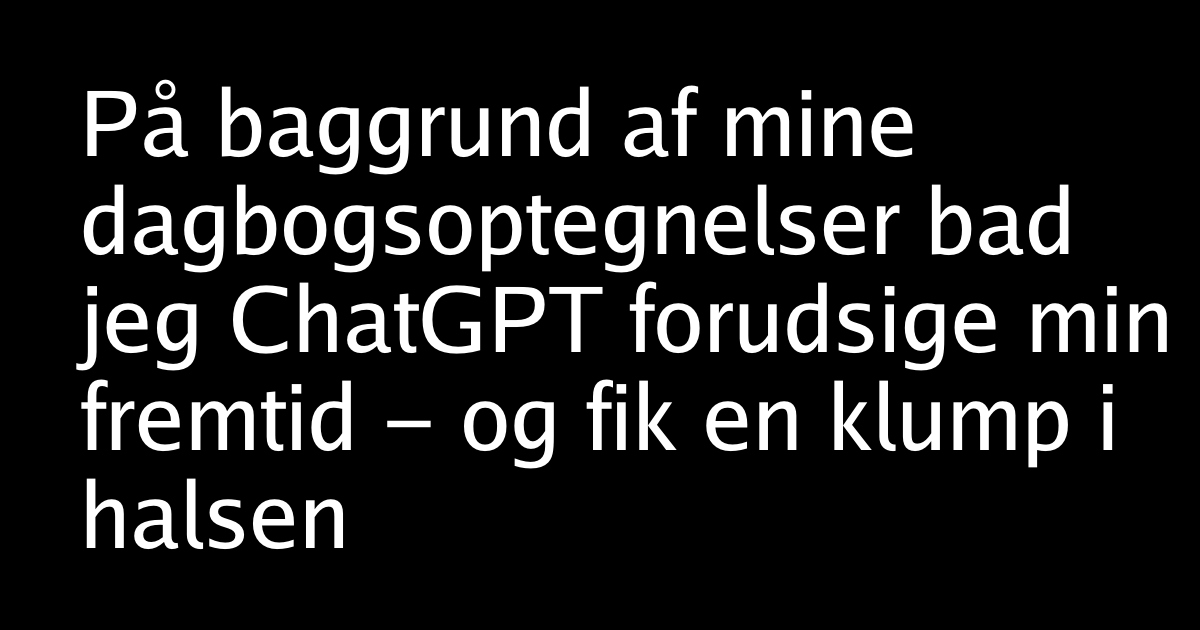 På baggrund af mine
dagbogsoptegnelser bad
jeg ChatGPT forudsige min
fremtid – og fik en klump i
halsen